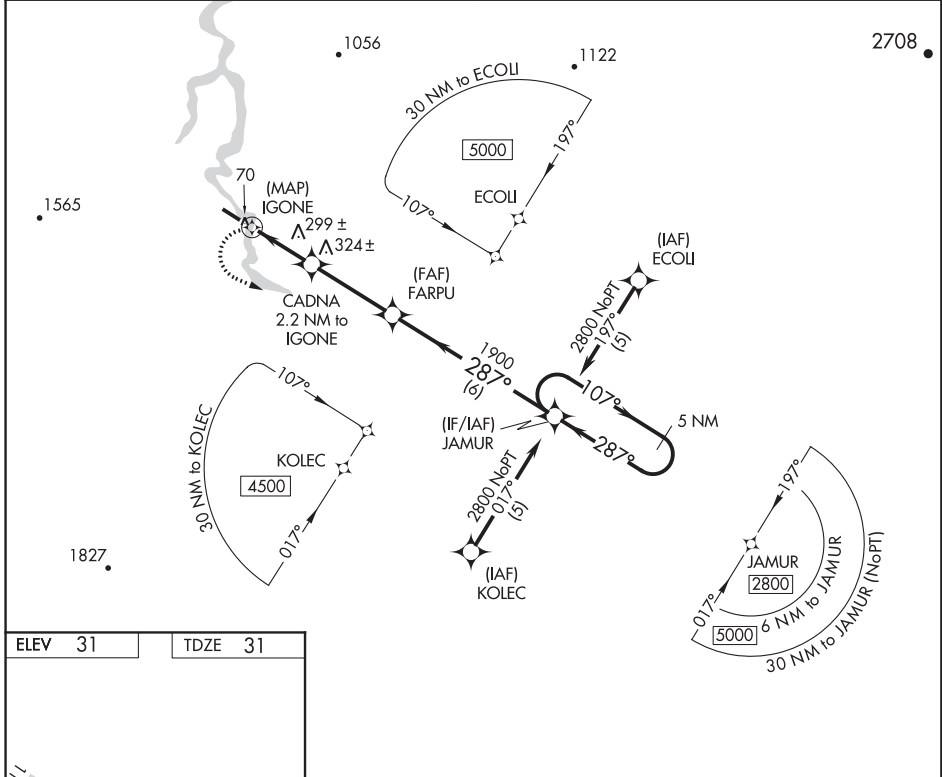 1056
2708
1122
30 NM to ECOLI
5000
197°
ECOLI
107°
70
(MAP)
IGONE
1565
299 ±
324 ±
(IAF)
ECOLI
(FAF)
FARPU
CADNA
2.2 NM to
IGONE
2800 NoPT
197°
(5)
1900
287°
(6)
107°
5 NM
287°
(IF/IAF)
JAMUR
107°
30 NM to KOLEC
KOLEC
4500
017°
2800 NoPT
017°
(5)
(IAF)
KOLEC
197°
JAMUR
2800
017°
5000
6 NM to JAMUR
30 NM to JAMUR (NoPT)
1827
ELEV 31
TDZE 31